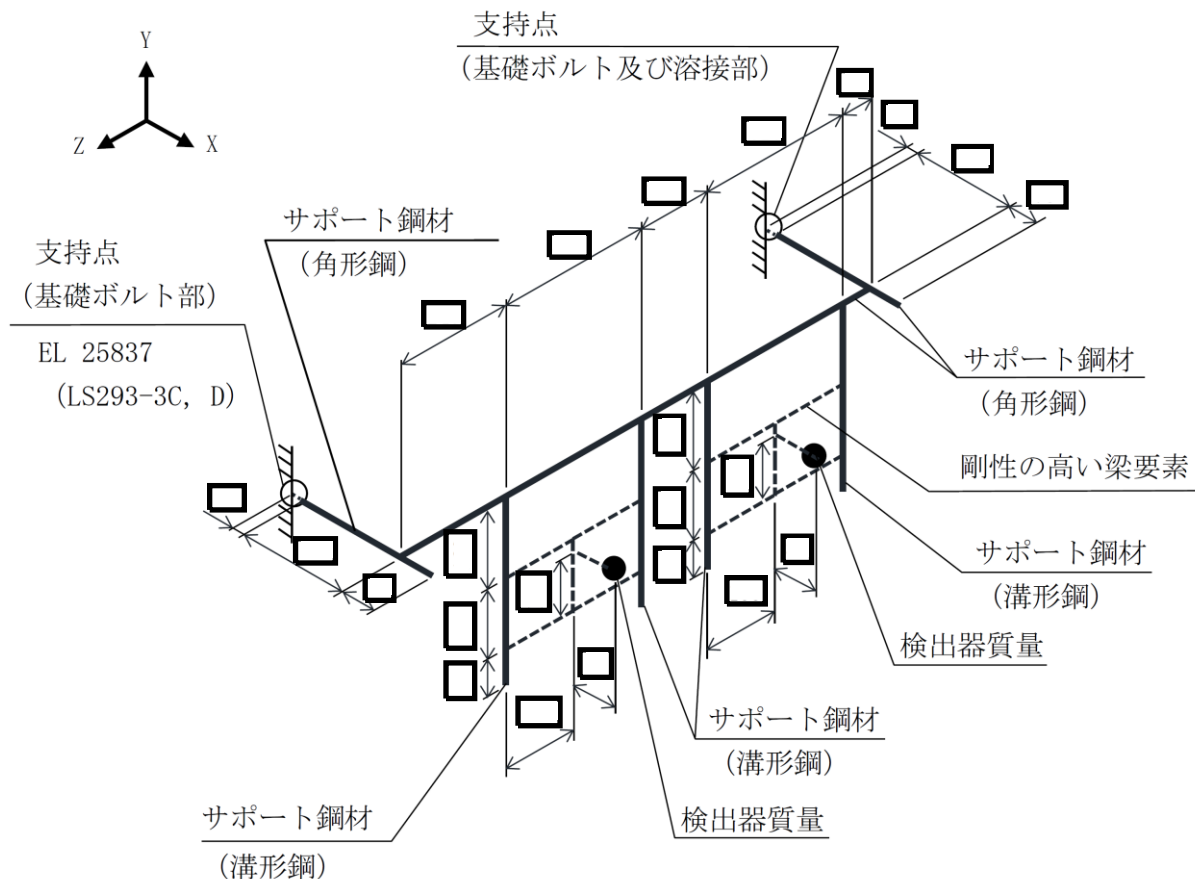 支持点
(基礎ボルト及び溶接部)
Y
Z
X
サポート鋼材
(角形鋼)
支持点
(基礎ボルト部)
EL 25837
(LS293-3C, D)
サポート鋼材
(角形鋼)
剛性の高い梁要素
サポート鋼材
(溝形鋼)
検出器質量
サポート鋼材
(溝形鋼)
サポート鋼材
(溝形鋼)
検出器質量